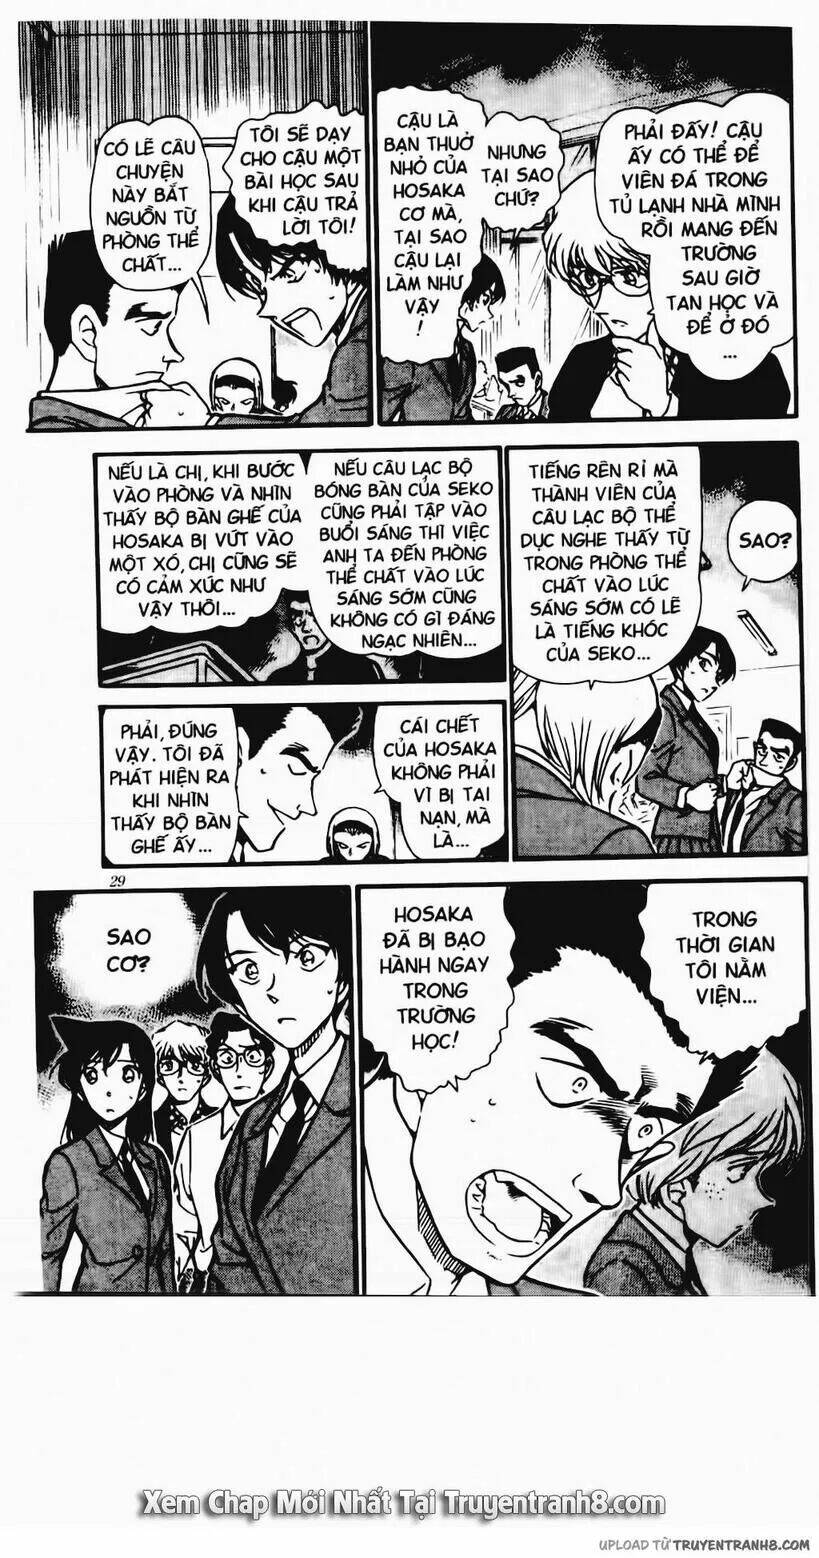 PHẢI ĐẤY! CẬU
ẤY CÓ THỂ ĐỂ
VIÊN ĐÁ TRONG
TỦ LẠNH NHÀ MÌNH
RỒI MANG ĐẾN
TRƯỜNG
SAU GIỜ
TAN HỌC VÀ
ĐỂ Ở ĐÓ
...
NHƯNG
TẠI SAO
CHỨ?
CẬU LÀ
BẠN THUỞ
NHỎ CỦA
HOSAKA
CƠ MÀ,
TẠI SAO
CẬU LẠI
LÀM NHƯ
VẬY
!
TÔI SẼ DẠY
CHO CẬU MỘT
BÀI HỌC SAU
KHI CẬU TRẢ
LỜI TÔI!
CÓ LẼ CÂU
CHUYỆN
NÀY BẮT
NGUỒN TỪ
PHÒNG THỂ
CHẤT...
SAO?
TIẾNG RÊN RỈ MÀ
THÀNH VIÊN CỦA
CÂU LẠC BỘ THỂ
DỤC NGHE THẤY TỪ
TRONG PHÒNG THỂ
CHẤT VÀO LÚC
SÁNG SỚM CÓ LẼ
LÀ TIẾNG KHÓC
CỦA SEKO...
NẾU CÂU LẠC BỘ
BÓNG BÀN CỦA SEKO
CŨNG PHẢI TẬP VÀO
BUỔI SÁNG THÌ VIỆC
ANH TA ĐẾN PHÒNG
THỂ CHẤT VÀO LÚC
SÁNG SỚM CŨNG
KHÔNG CÓ GÌ ĐÁNG
NGẠC NHIÊN...
NẾU LÀ CHỊ, KHI BƯỚC
VÀO PHÒNG VÀ NHÌN
THẤY BỘ BÀN GHẾ CỦA
HOSAKA BỊ VỨT VÀO
MỘT XÓ, CHỊ CŨNG SẼ
CÓ CẢM XÚC NHƯ
VẬY THÔI...
CÁI CHẾT
CỦA HOSAKA
KHÔNG PHẢI
VÌ BỊ TAI
NẠN, MÀ
LÀ...
PHẢI, ĐÚNG
VẬY. TÔI ĐÃ
PHÁT HIỆN RA
KHI NHÌN
THẤY BỘ BÀN
GHẾ ẤY...
29
TRONG
THỜI GIAN
TÔI NẰM
VIỆN...
HOSAKA
ĐÃ BỊ BẠO
HÀNH NGAY
TRONG
TRƯỜNG
HỌC!
SAO
CƠ?
Xem Chap Mới Nhất Tại Truyentranh8.com
UPLOAD TỪ TRUYENTRANH8.COM